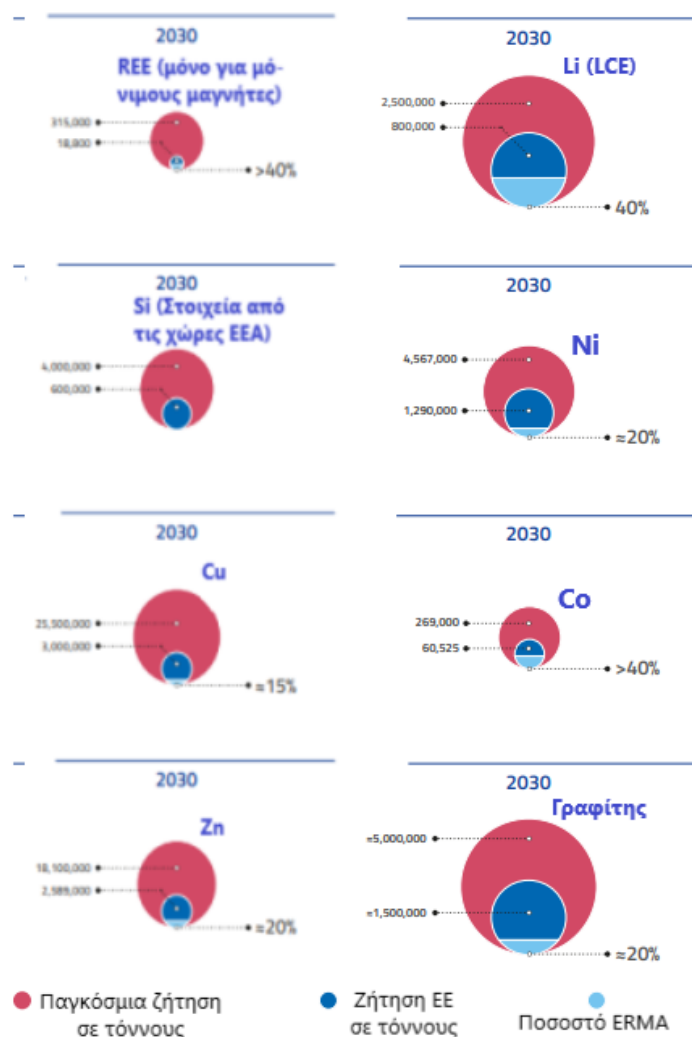 2030
REE (μόνο για μό-
νιμους μαγνήτες)
315,000
18,800
>40%
2030
Li (LCE)
2,500,000
800,000
40%
2030
Si (Στοιχεία από
τις χώρες ΕΕΑ)
4,000,000
600,000
2030
Ni
4,567,000
1,290,000
≈20%
2030
Cu
25,500,000
3,000,000
≈15%
2030
Co
269,000
60,525
>40%
2030
Zn
18,100,000
2,589,000
≈20%
2030
Γραφίτης
≈5,000,000
≈1,500,000
≈20%
Παγκόσμια ζήτηση
σε τόννους
Ζήτηση ΕΕ
σε τόννους
Ποσοστό ERMA